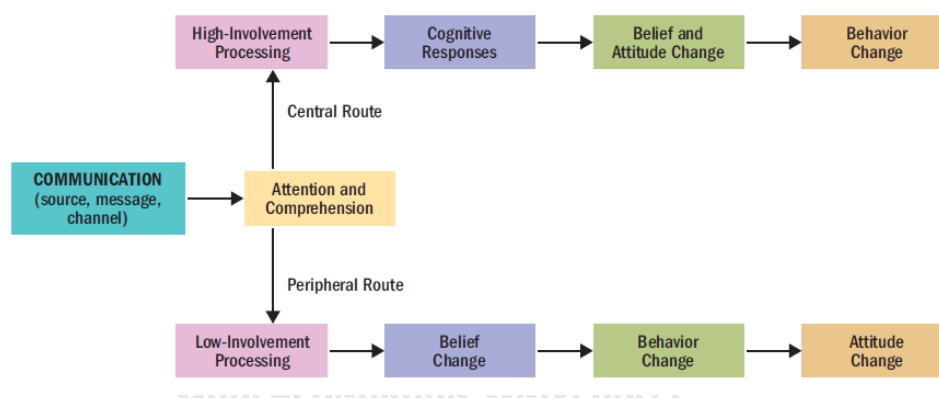 High-Involvement
Processing
Cognitive
Responses
Belief and
Attitude Change
Behavior
Change
Central Route
COMMUNICATION
(source, message,
channel)
Attention and
Comprehension
Peripheral Route
Low-Involvement
Processing
Belief
Change
Behavior
Change
Attitude
Change